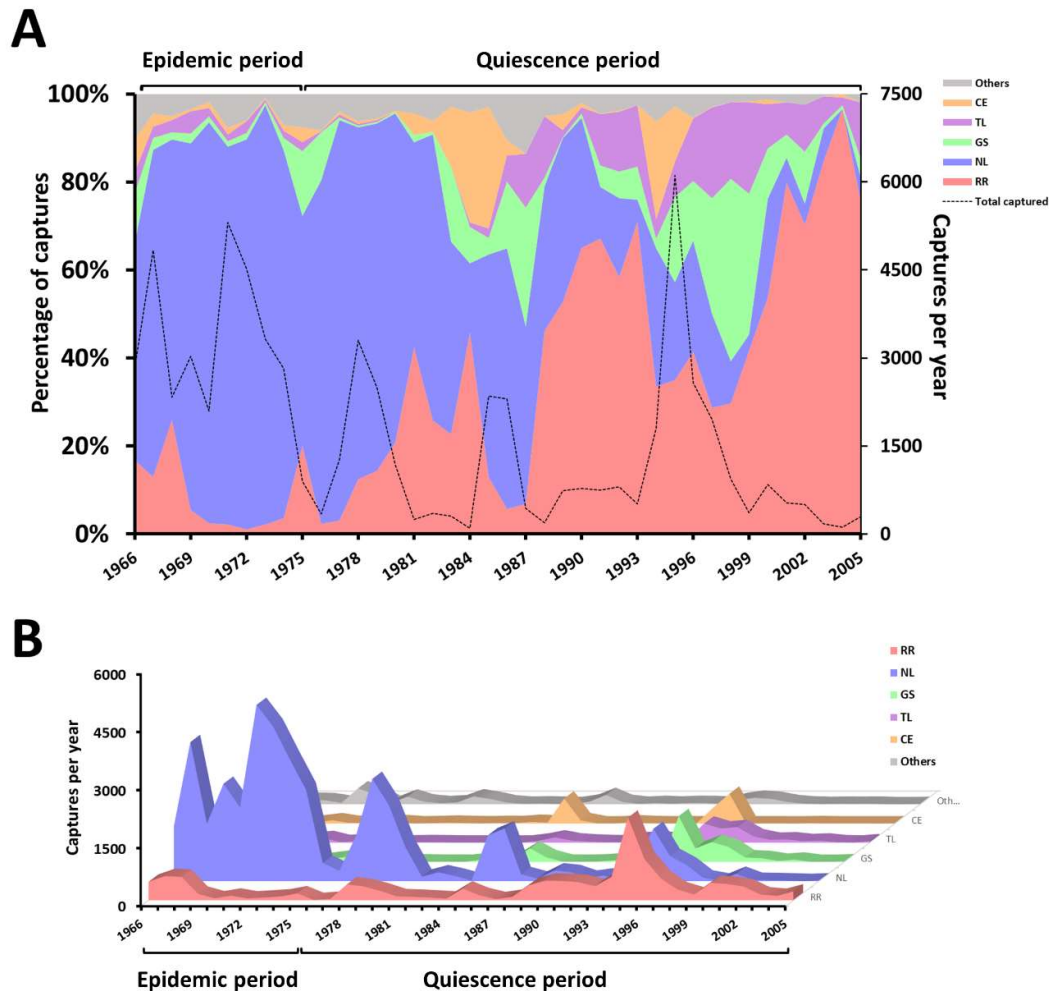 A
Epidemic period
Quiescence period
Percentage of captures
100%
80%
60%
40%
20%
0%
7500
6000
4500
3000
1500
0
Captures per year
Others
CE
TL
GS
NL
RR
Total captured
1966
1969
1972
1975
1978
1981
1984
1987
1990
1993
1996
1999
2002
2005
B
Captures per year
6000
4500
3000
1500
0
RR
NL
GS
TL
CE
Others
Oth...
CE
TL
GS
NL
RR
1966
1969
1972
1975
1978
1981
1984
1987
1990
1993
1996
1999
2002
2005
Epidemic period
Quiescence period